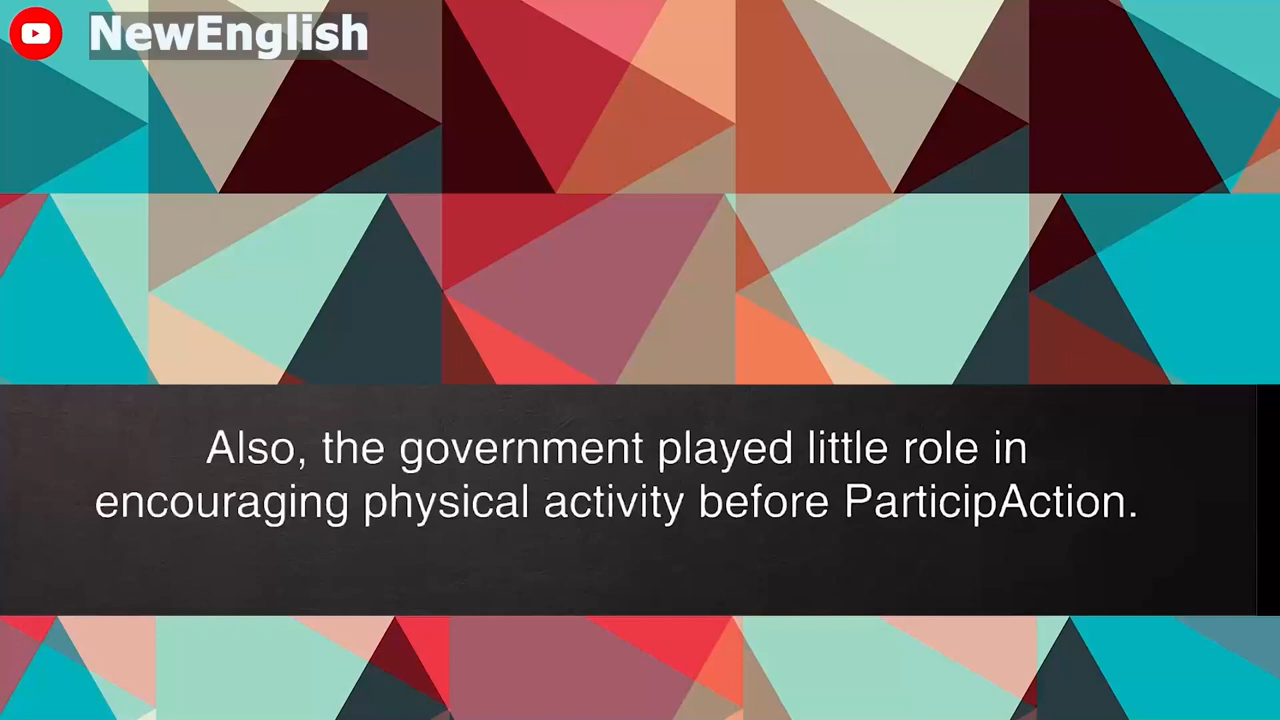 NewEnglish
Also, the government played little role in
encouraging physical activity before ParticipAction.